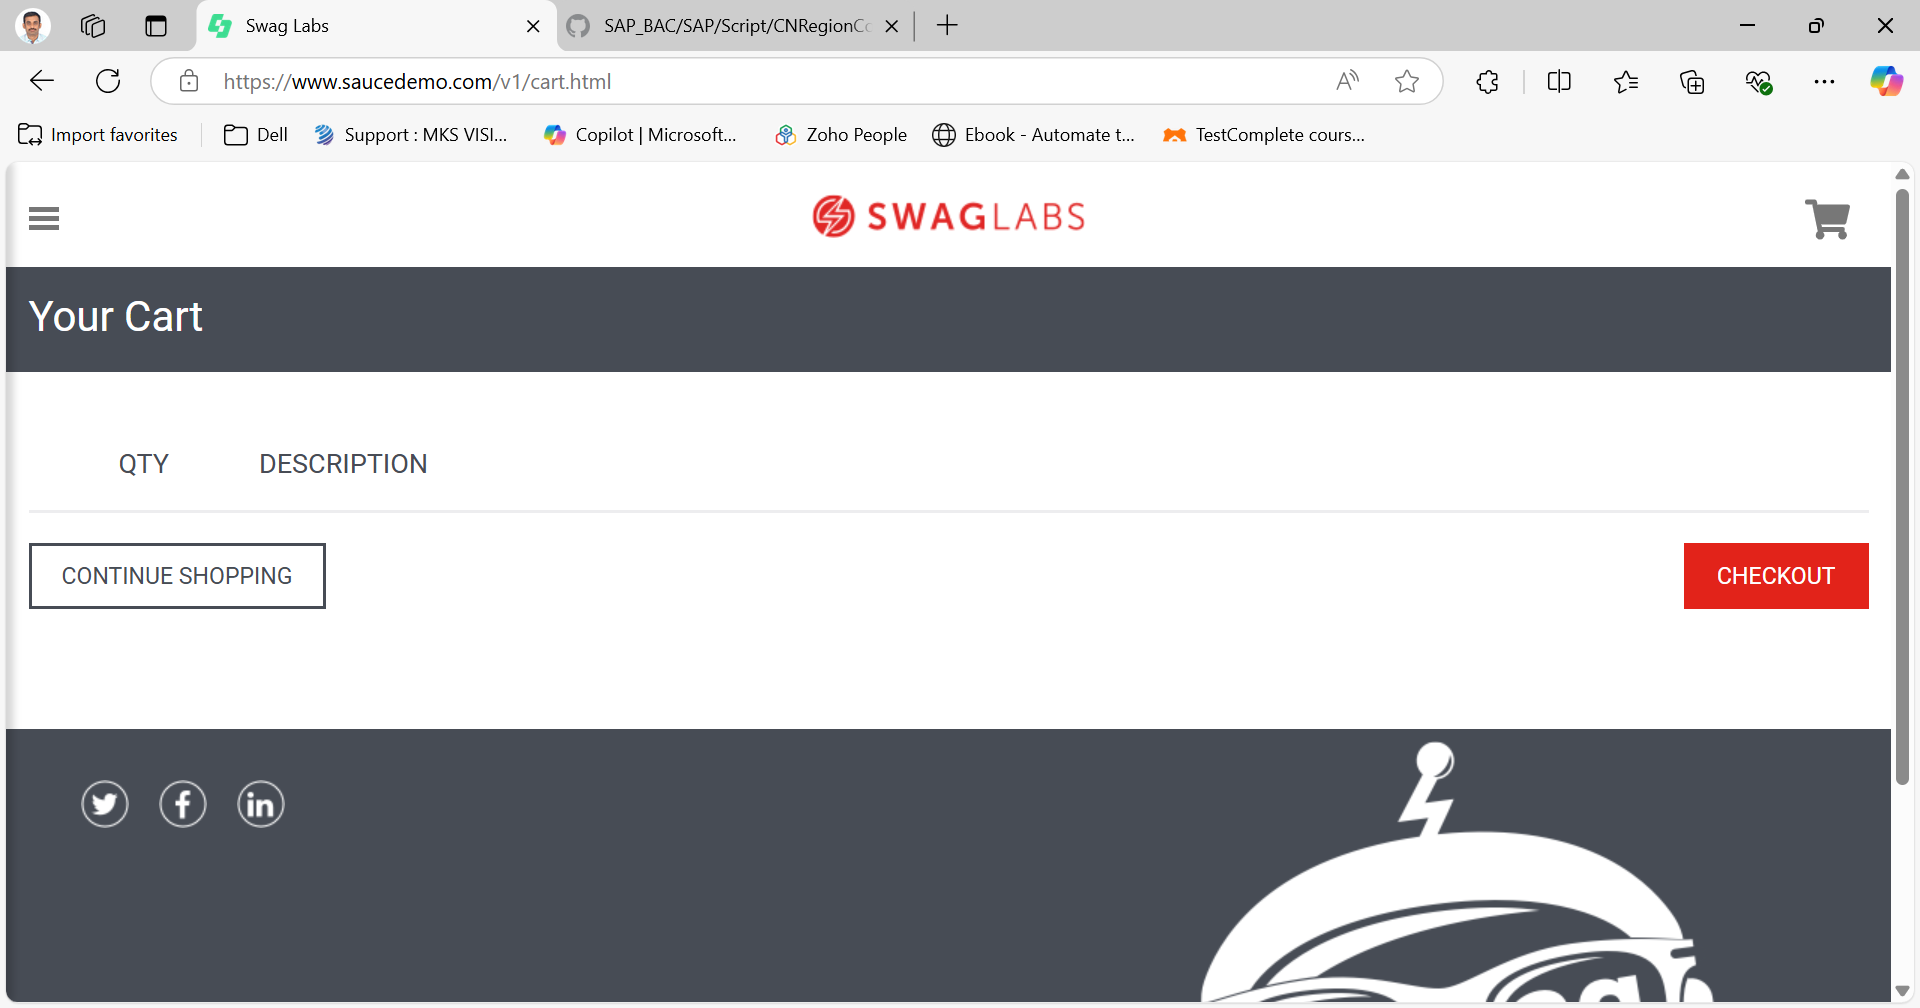 Swag Labs
SAP_BAC/SAP/Script/CNRegionCo
https://www.saucedemo.com/v1/cart.html
Import favorites
Dell
Support : MKS VISI...
Copilot | Microsoft...
Zoho People
Ebook - Automate t...
TestComplete cours...
SWAGLABS
Your Cart
QTY DESCRIPTION
CONTINUE SHOPPING
CHECKOUT